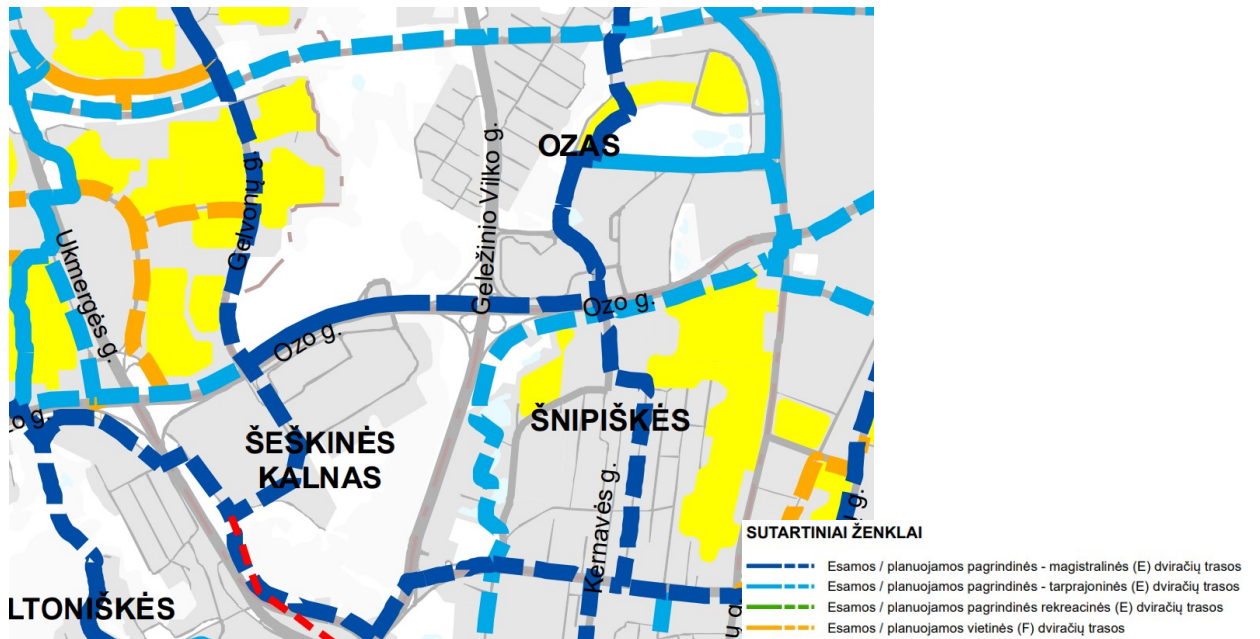 OZAS
Gelvonų g.
Geležinio Vilko g.
Ukmergės g.
Ozo g.
Ozo g.
o g.
ŠNIPIŠKĖS
ŠEŠKINĖS
KALNAS
Kernavės g.
LTONIŠKĖS
ų g.
SUTARTINIAI ŽENKLAI
Esamos / planuojamos pagrindinės - magistralinės (E) dviračių trasos
Esamos / planuojamos pagrindinės - tarprajoninės (E) dviračių trasos
Esamos / planuojamos pagrindinės rekreacinės (E) dviračių trasos
Esamos / planuojamos vietinės (F) dviračių trasos